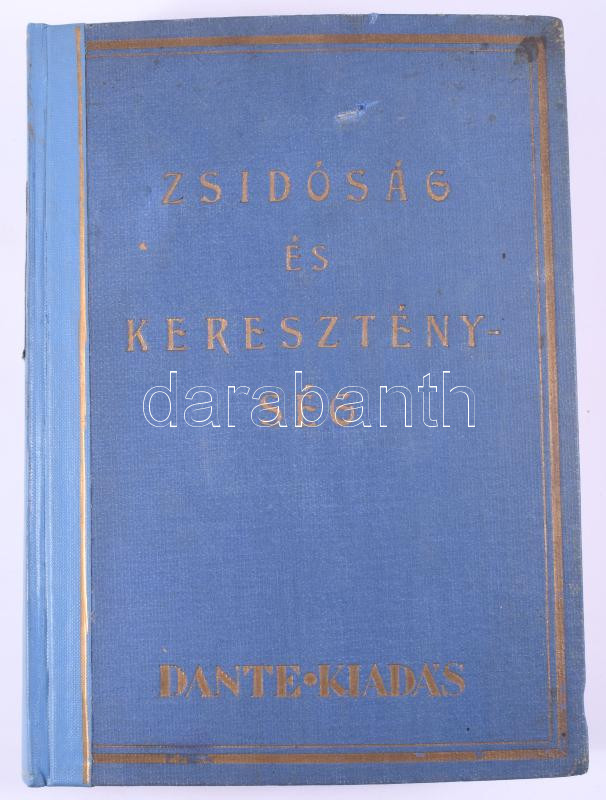 ZSIDÓSÁG
ÉS
KERESZTÉNY-
SÉG
darabanth
DANTE•KIADÁS